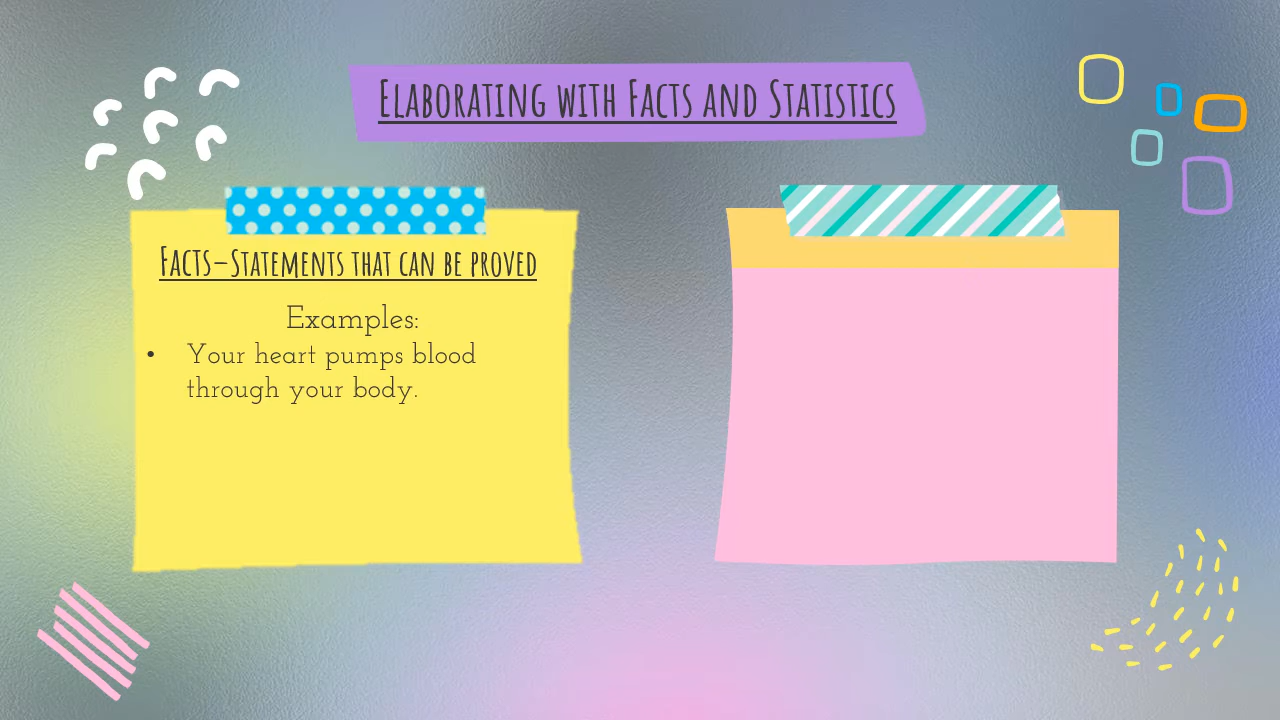 Elaborating with Facts and Statistics
Facts–Statements that can be proved
Examples:
• Your heart pumps blood
through your body.